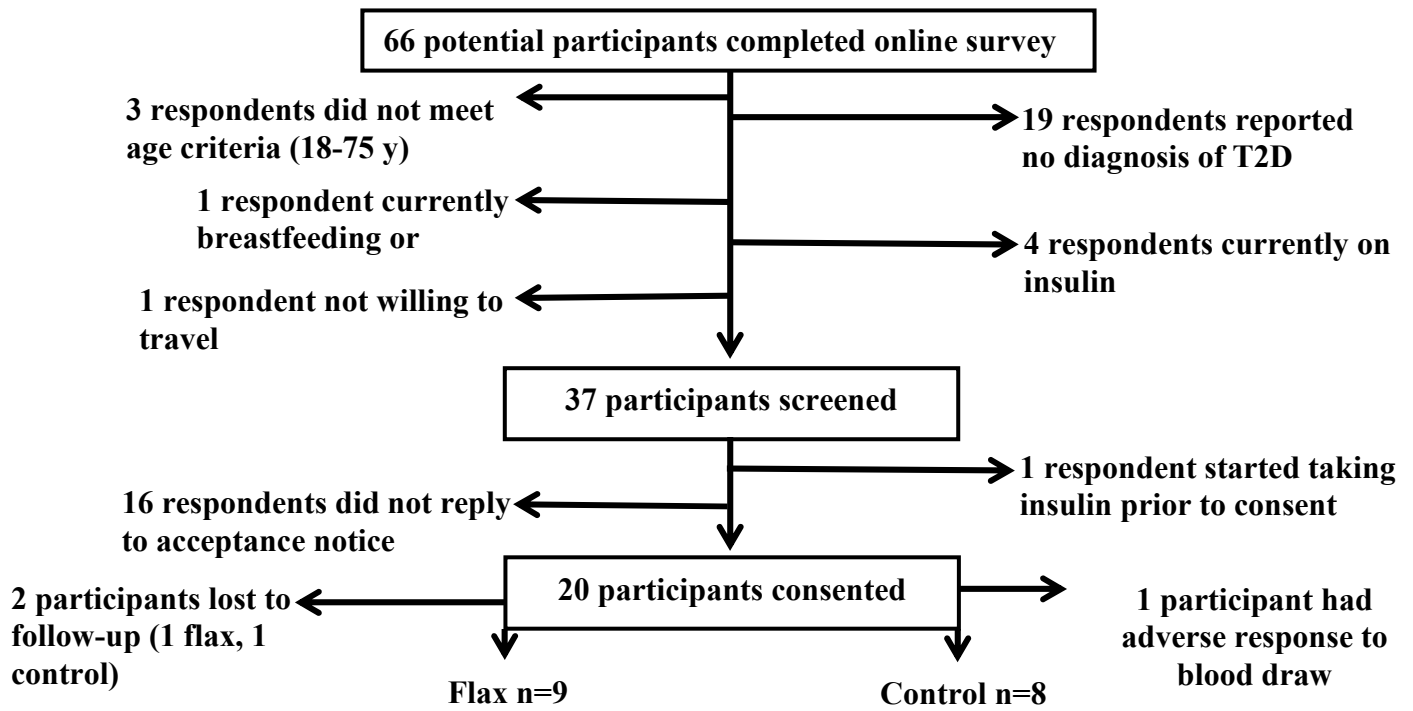 66 potential participants completed online survey
3 respondents did not meet
age criteria (18-75 y)
19 respondents reported
no diagnosis of T2D
1 respondent currently
breastfeeding or
4 respondents currently on
insulin
1 respondent not willing to
travel
37 participants screened
1 respondent started taking
insulin prior to consent
16 respondents did not reply
to acceptance notice
20 participants consented
2 participants lost to
follow-up (1 flax, 1
control)
1 participant had
adverse response to
blood draw
Flax n=9
Control n=8